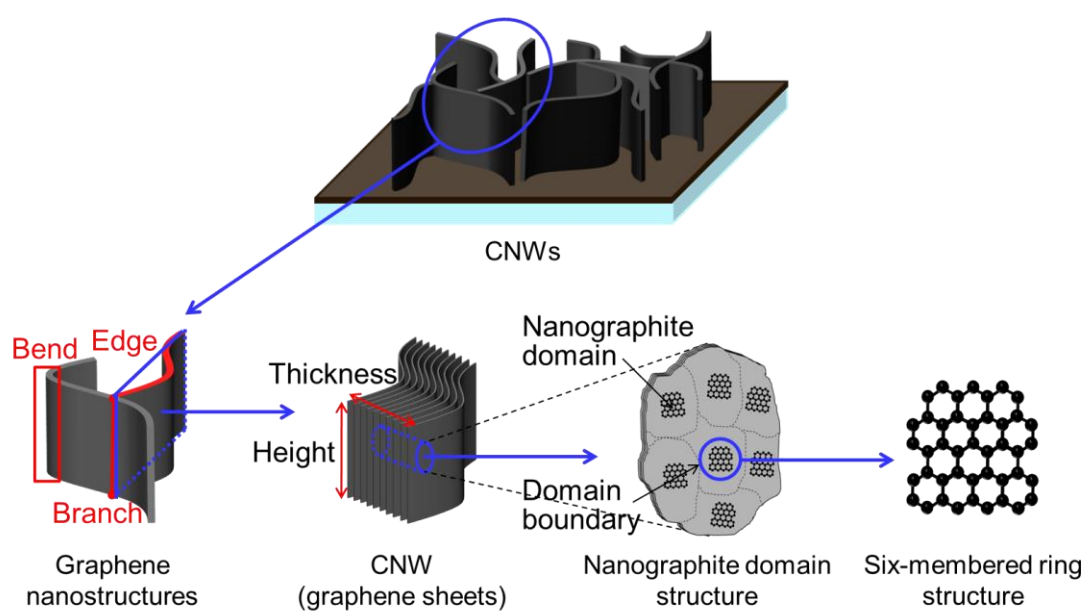 CNWs
Bend
Edge
Branch
Graphene
nanostructures
Thickness
Height
CNW
(graphene sheets)
Nanographite
domain
Domain
boundary
Nanographite domain
structure
Six-membered ring
structure